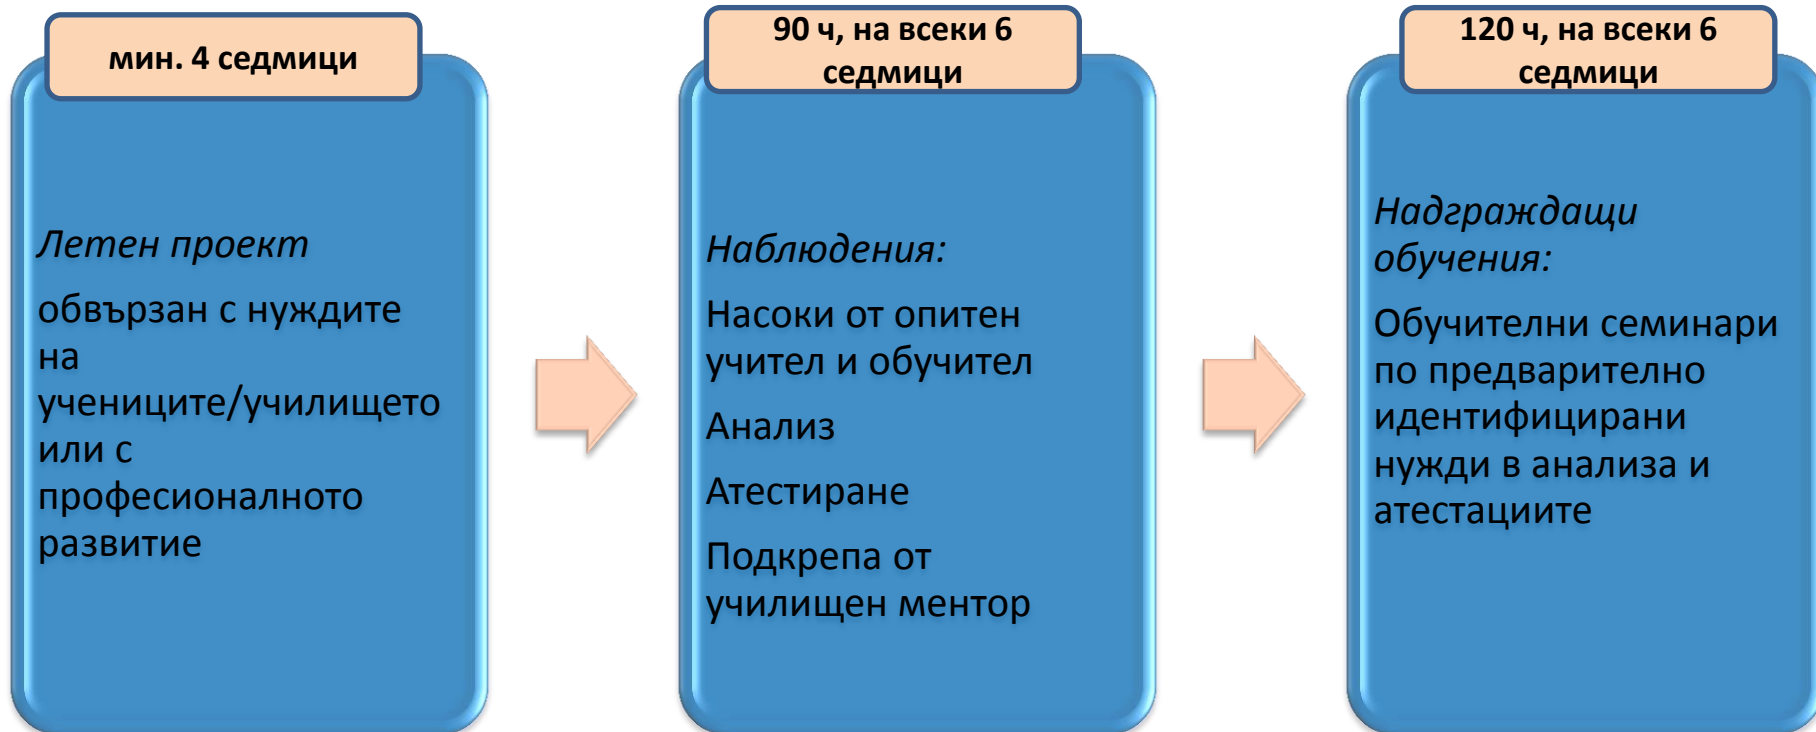 мин. 4 седмици
Летен проект
обвързан с нуждите
на
учениците/училището
или с
професионалното
развитие
90 ч, на всеки 6
седмици
Наблюдения:
Насоки от опитен
учител и обучител
Анализ
Атестиране
Подкрепа от
училищен ментор
120 ч, на всеки 6
седмици
Надграждащи
обучения:
Обучителни семинари
по предварително
идентифицирани
нужди в анализа и
атестациите